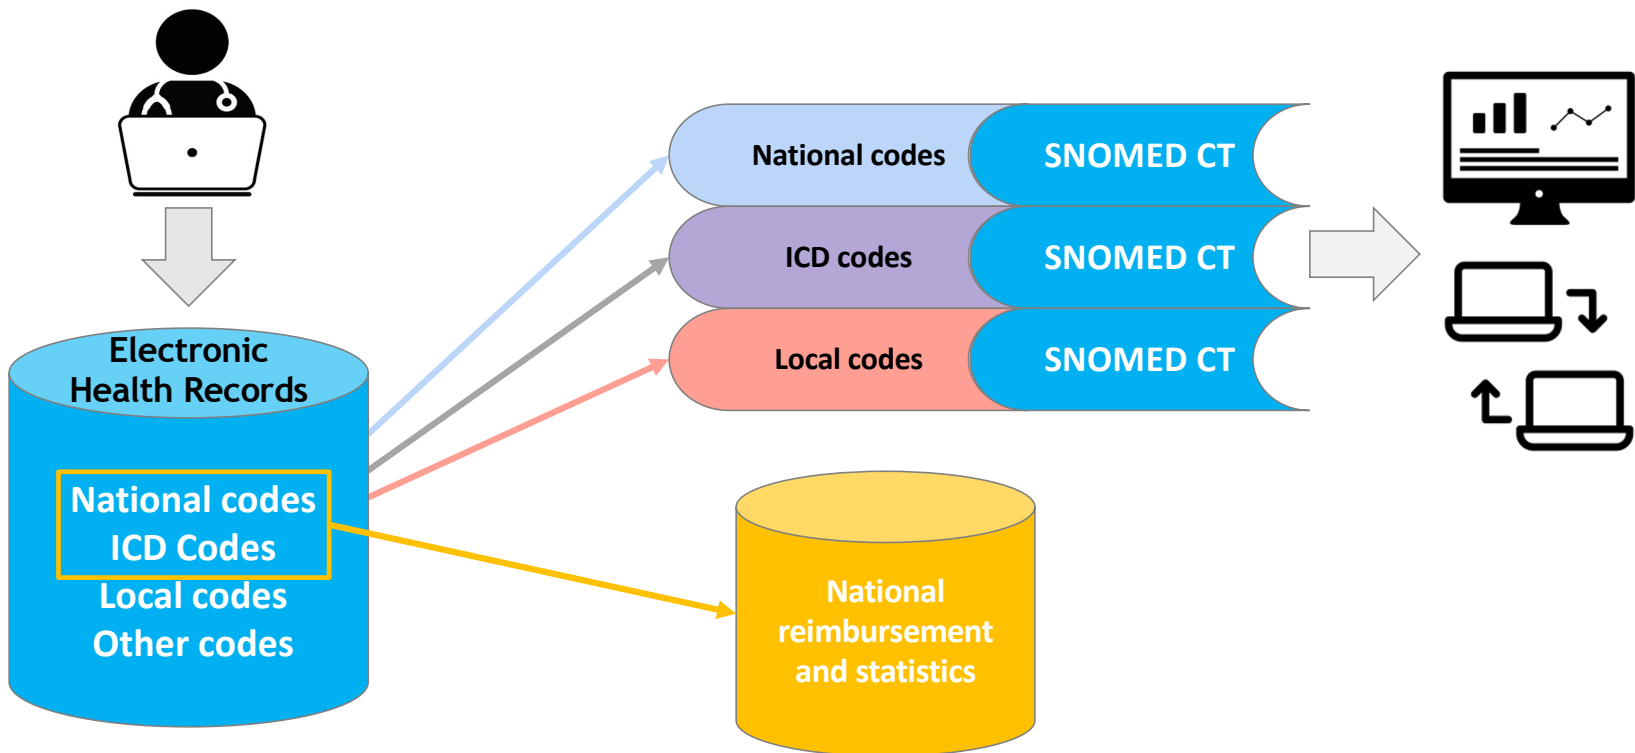 Electronic
Health Records
National codes
ICD Codes
Local codes
Other codes
National codes
SNOMED CT
ICD codes
SNOMED CT
Local codes
SNOMED CT
National
reimbursement
and statistics